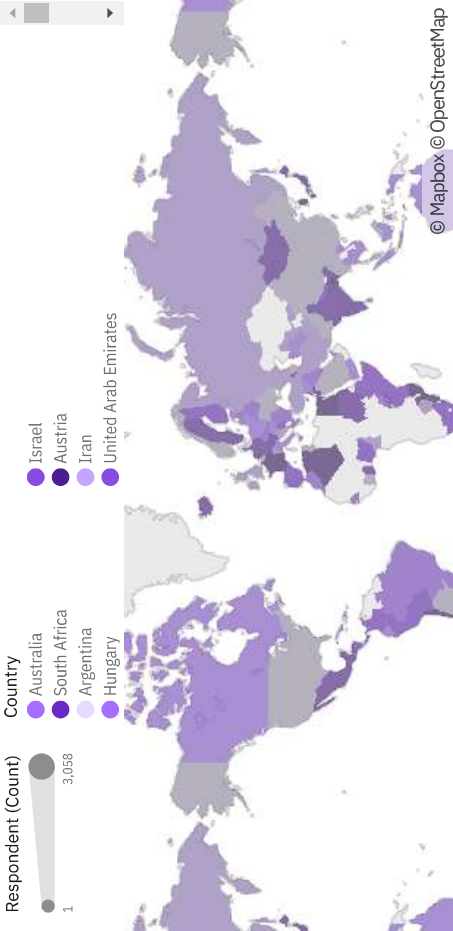 Respondent (Count)
1
3,058
Country
Australia
South Africa
Argentina
Hungary
Israel
Austria
Iran
United Arab Emirates
© Mapbox © OpenStreetMap